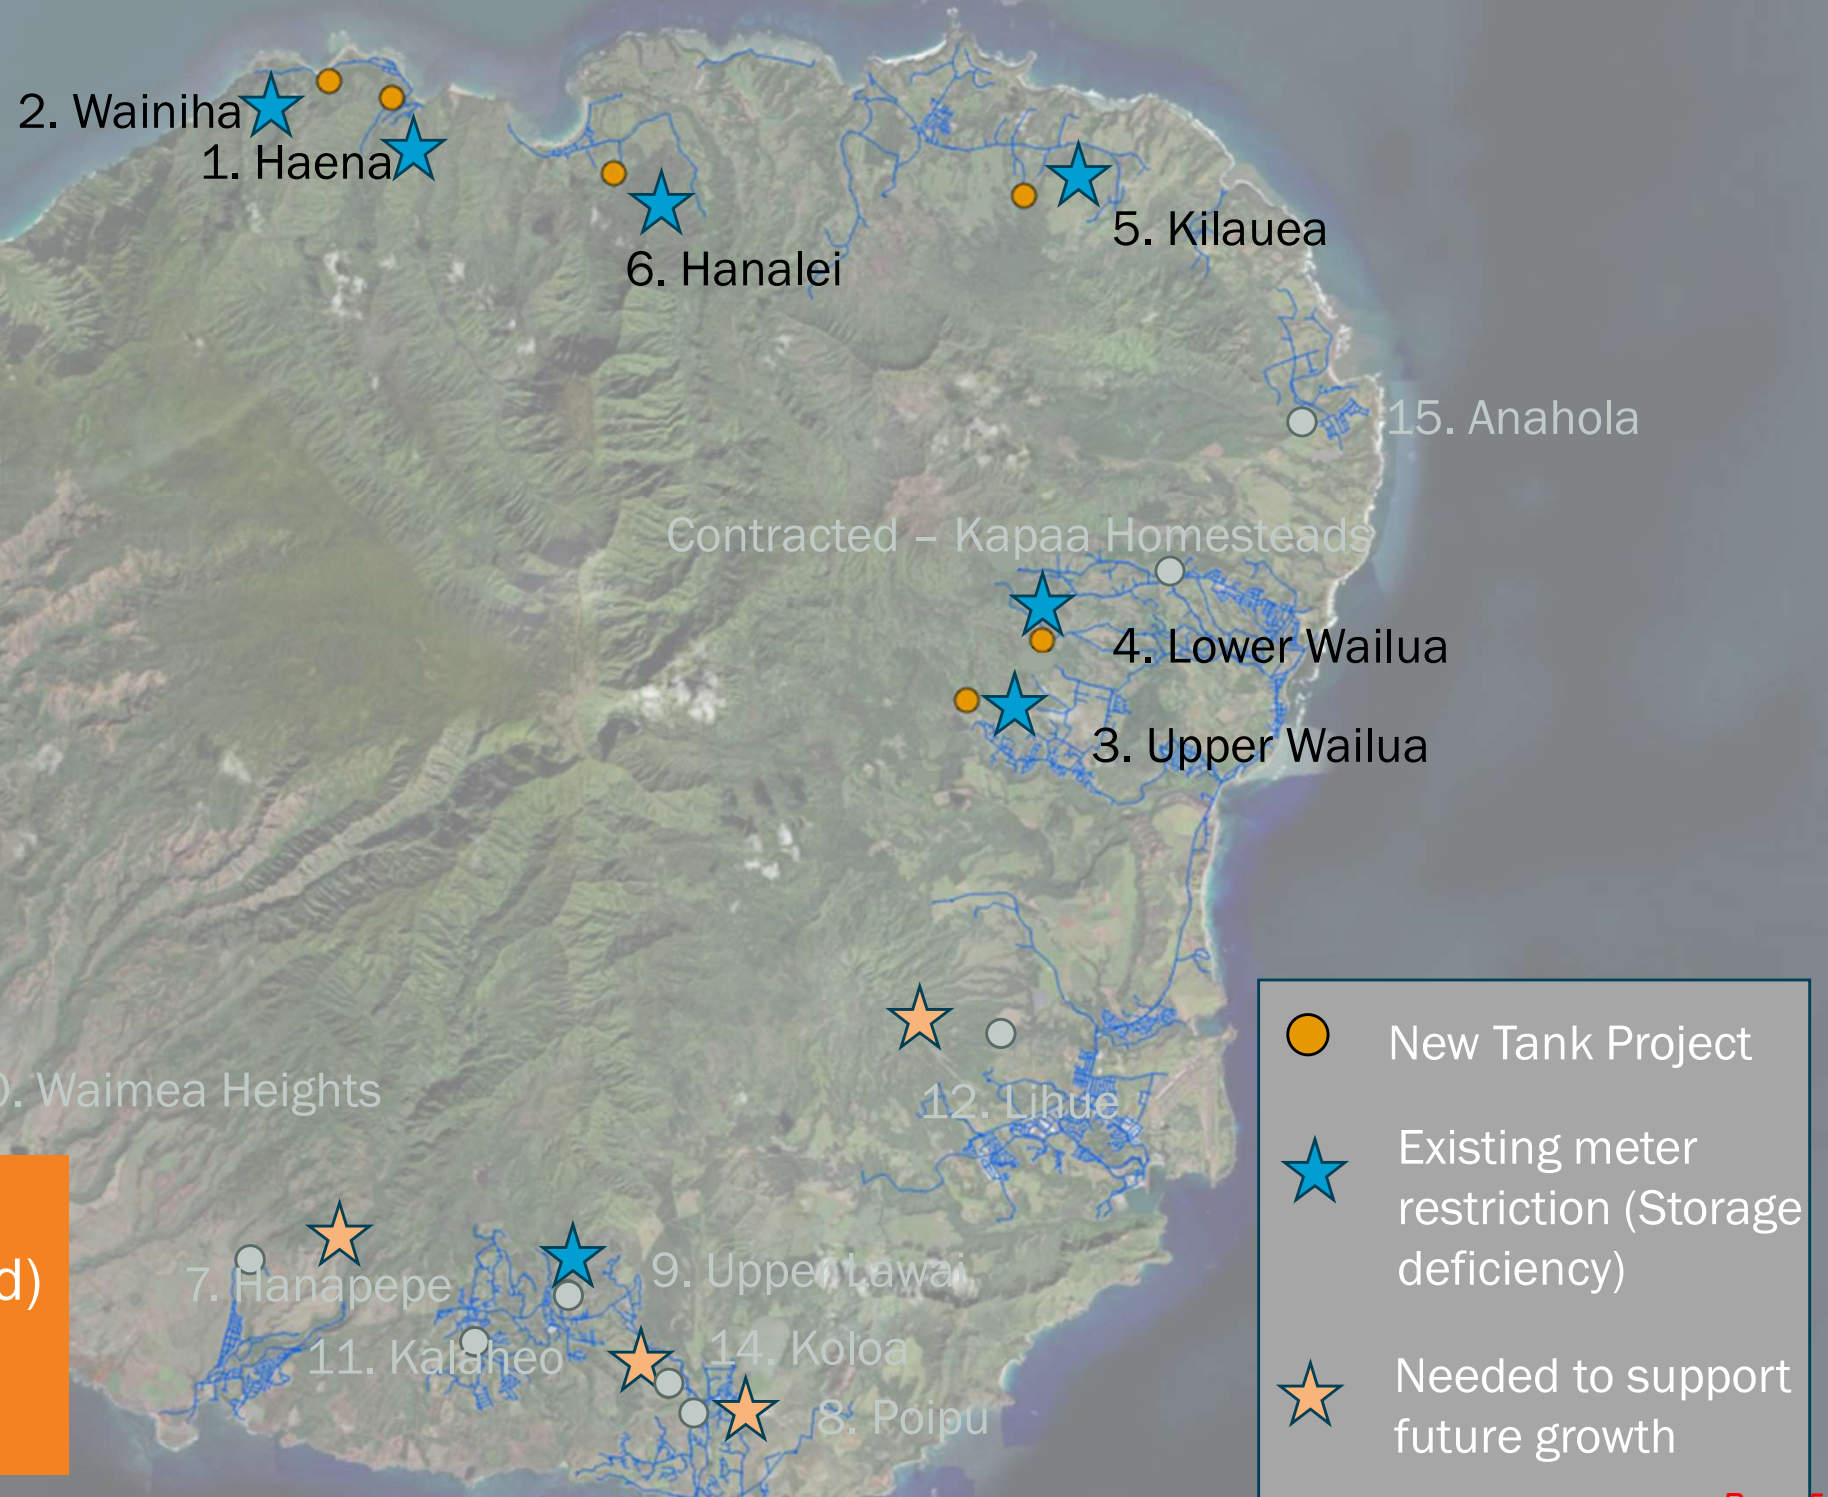 2. Wainiha
1. Haena
6. Hanalei
5. Kilauea
15. Anahola
Contracted – Kapaa Homesteads
4. Lower Wailua
3. Upper Wailua
0. Waimea Heights
12. Lihue
d)
7. Hanapepe
9. Upper Lawai
11. Kalaheo
14. Koloa
8. Poipu
New Tank Project
Existing meter
restriction (Storage
deficiency)
Needed to support
future growth